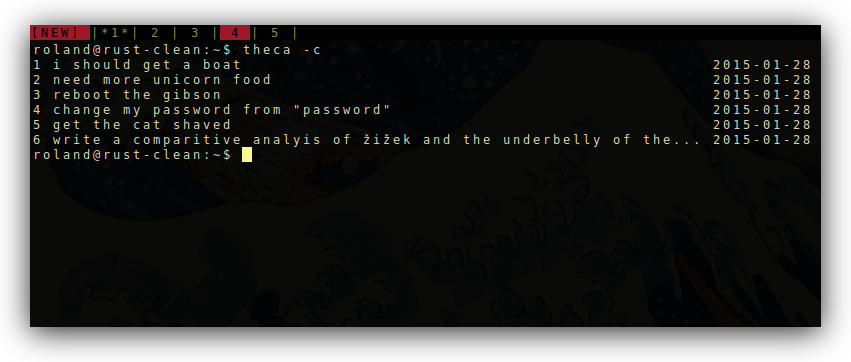 [NEW] |*1*| 2 | 3 | 4 | 5 |
roland@rust-clean:~$ theca -c
1 i should get a boat 2015-01-28
2 need more unicorn food 2015-01-28
3 reboot the gibson 2015-01-28
4 change my password from "password" 2015-01-28
5 get the cat shaved 2015-01-28
6 write a comparitive analyis of žižek and the underbelly of the... 2015-01-28
roland@rust-clean:~$